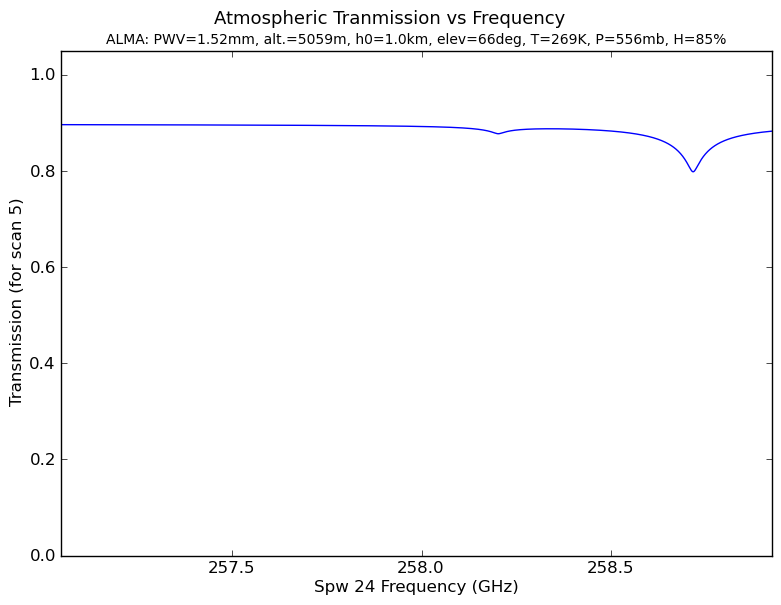 Atmospheric Tranmission vs Frequency
ALMA: PWV=1.52mm, alt.=5059m, h0=1.0km, elev=66deg, T=269K, P=556mb, H=85%
Transmission (for scan 5)
1.0
0.8
0.6
0.4
0.2
0.0
257.5 258.0 258.5
Spw 24 Frequency (GHz)